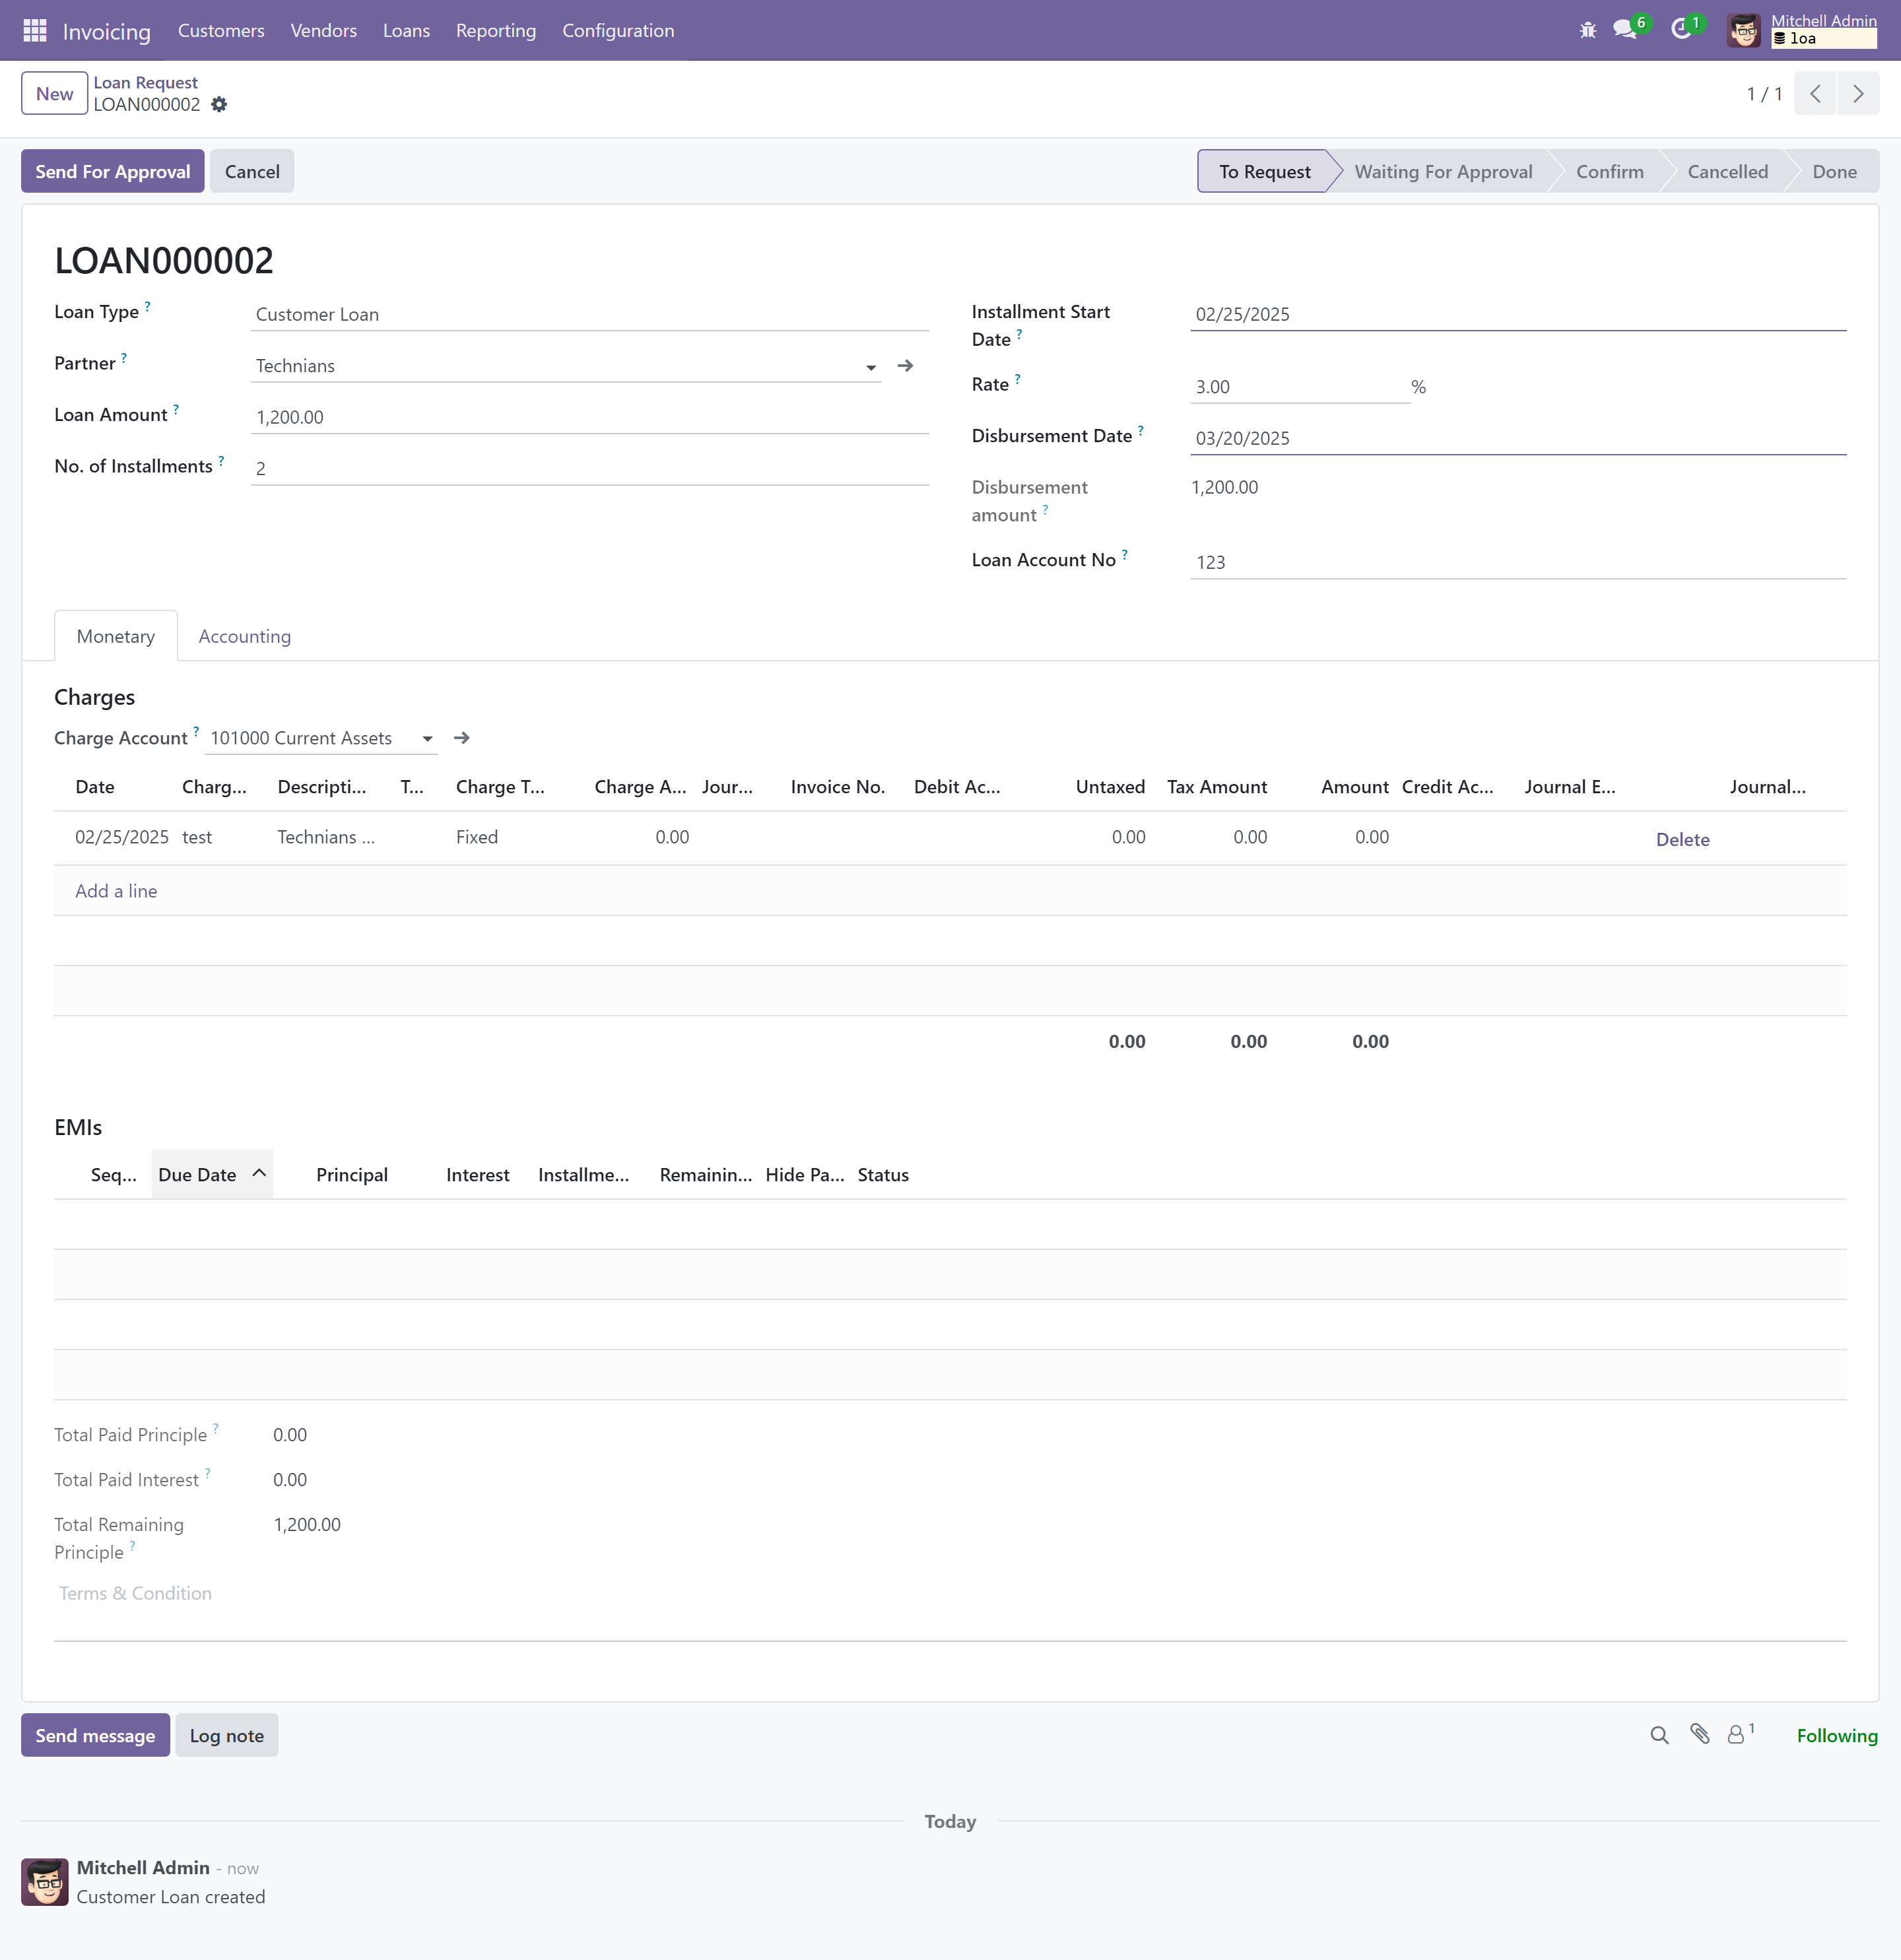 Invoicing Customers Vendors Loans Reporting Configuration 6 1 Mitchell Admin
loa
New Loan Request
LOAN000002
1 / 1
Send For Approval Cancel To Request Waiting For Approval Confirm Cancelled Done
LOAN000002
Loan Type ? Customer Loan
Partner ? Technians
Loan Amount ? 1,200.00
No. of Installments ? 2
Installment Start
Date ? 02/25/2025
Rate ? 3.00 %
Disbursement Date ? 03/20/2025
Disbursement
amount ? 1,200.00
Loan Account No ? 123
Monetary Accounting
Charges
Charge Account ? 101000 Current Assets
Date Charg... Descripti... T... Charge T... Charge A... Jour... Invoice No. Debit Ac... Untaxed Tax Amount Amount Credit Ac... Journal E... Journal...
02/25/2025 test Technians ... Fixed 0.00 0.00 0.00 0.00 Delete
Add a line
0.00 0.00 0.00
EMIs
Seq... Due Date Principal Interest Installme... Remainin... Hide Pa... Status
Total Paid Principle ? 0.00
Total Paid Interest ? 0.00
Total Remaining
Principle ? 1,200.00
Terms & Condition
Send message Log note 1 Following
Today
Mitchell Admin - now
Customer Loan created